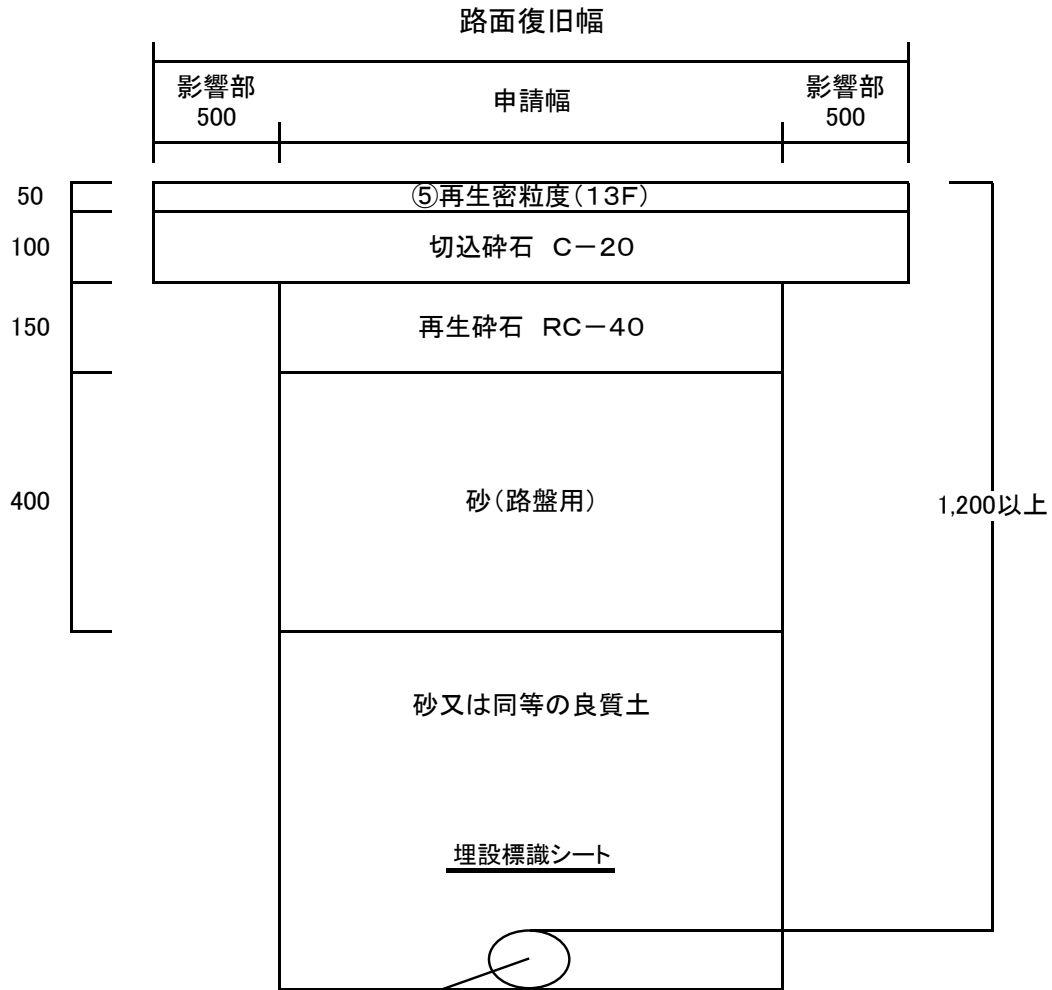 路面復旧幅
影響部
500
申請幅
影響部
500
50
⑤再生密粒度(13F)
100
切込砕石 C-20
150
再生砕石 RC-40
400
砂(路盤用)
1,200以上
砂又は同等の良質土
埋設標識シート